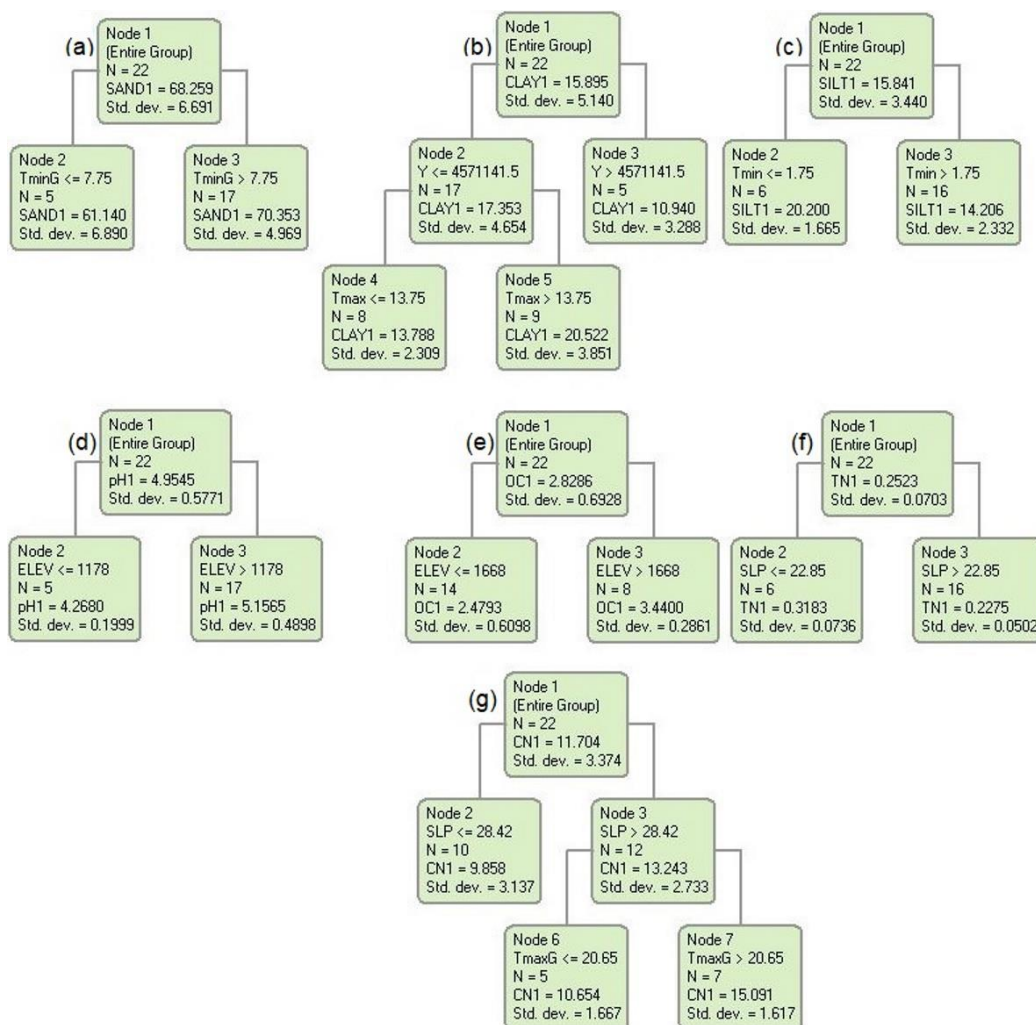 (a)
Node 1
(Entire Group)
N = 22
SAND1 = 68.259
Std. dev. = 6.691
Node 2
TminG <= 7.75
N = 5
SAND1 = 61.140
Std. dev. = 6.890
Node 3
TminG > 7.75
N = 17
SAND1 = 70.353
Std. dev. = 4.969
(b)
Node 1
(Entire Group)
N = 22
CLAY1 = 15.895
Std. dev. = 5.140
Node 2
Y <= 4571141.5
N = 17
CLAY1 = 17.353
Std. dev. = 4.654
Node 3
Y > 4571141.5
N = 5
CLAY1 = 10.940
Std. dev. = 3.288
Node 4
Tmax <= 13.75
N = 8
CLAY1 = 13.788
Std. dev. = 2.309
Node 5
Tmax > 13.75
N = 9
CLAY1 = 20.522
Std. dev. = 3.851
(c)
Node 1
(Entire Group)
N = 22
SILT1 = 15.841
Std. dev. = 3.440
Node 2
Tmin <= 1.75
N = 6
SILT1 = 20.200
Std. dev. = 1.665
Node 3
Tmin > 1.75
N = 16
SILT1 = 14.206
Std. dev. = 2.332
(d)
Node 1
(Entire Group)
N = 22
pH1 = 4.9545
Std. dev. = 0.5771
Node 2
ELEV <= 1178
N = 5
pH1 = 4.2680
Std. dev. = 0.1999
Node 3
ELEV > 1178
N = 17
pH1 = 5.1565
Std. dev. = 0.4898
(e)
Node 1
(Entire Group)
N = 22
OC1 = 2.8286
Std. dev. = 0.6928
Node 2
ELEV <= 1668
N = 14
OC1 = 2.4793
Std. dev. = 0.6098
Node 3
ELEV > 1668
N = 8
OC1 = 3.4400
Std. dev. = 0.2861
(f)
Node 1
(Entire Group)
N = 22
TN1 = 0.2523
Std. dev. = 0.0703
Node 2
SLP <= 22.85
N = 6
TN1 = 0.3183
Std. dev. = 0.0736
Node 3
SLP > 22.85
N = 16
TN1 = 0.2275
Std. dev. = 0.0502
(g)
Node 1
(Entire Group)
N = 22
CN1 = 11.704
Std. dev. = 3.374
Node 2
SLP <= 28.42
N = 10
CN1 = 9.858
Std. dev. = 3.137
Node 3
SLP > 28.42
N = 12
CN1 = 13.243
Std. dev. = 2.733
Node 6
TmaxG <= 20.65
N = 5
CN1 = 10.654
Std. dev. = 1.667
Node 7
TmaxG > 20.65
N = 7
CN1 = 15.091
Std. dev. = 1.617